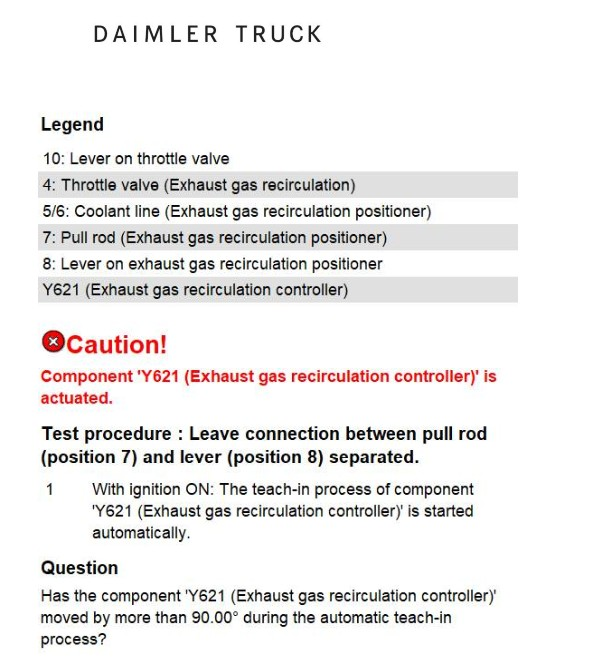 DAIMLER TRUCK
Legend
10: Lever on throttle valve
4: Throttle valve (Exhaust gas recirculation)
5/6: Coolant line (Exhaust gas recirculation positioner)
7: Pull rod (Exhaust gas recirculation positioner)
8: Lever on exhaust gas recirculation positioner
Y621 (Exhaust gas recirculation controller)
Caution!
Component 'Y621 (Exhaust gas recirculation controller)' is
actuated.
Test procedure : Leave connection between pull rod
(position 7) and lever (position 8) separated.
1 With ignition ON: The teach-in process of component
'Y621 (Exhaust gas recirculation controller)' is started
automatically.
Question
Has the component 'Y621 (Exhaust gas recirculation controller)'
moved by more than 90.00° during the automatic teach-in
process?